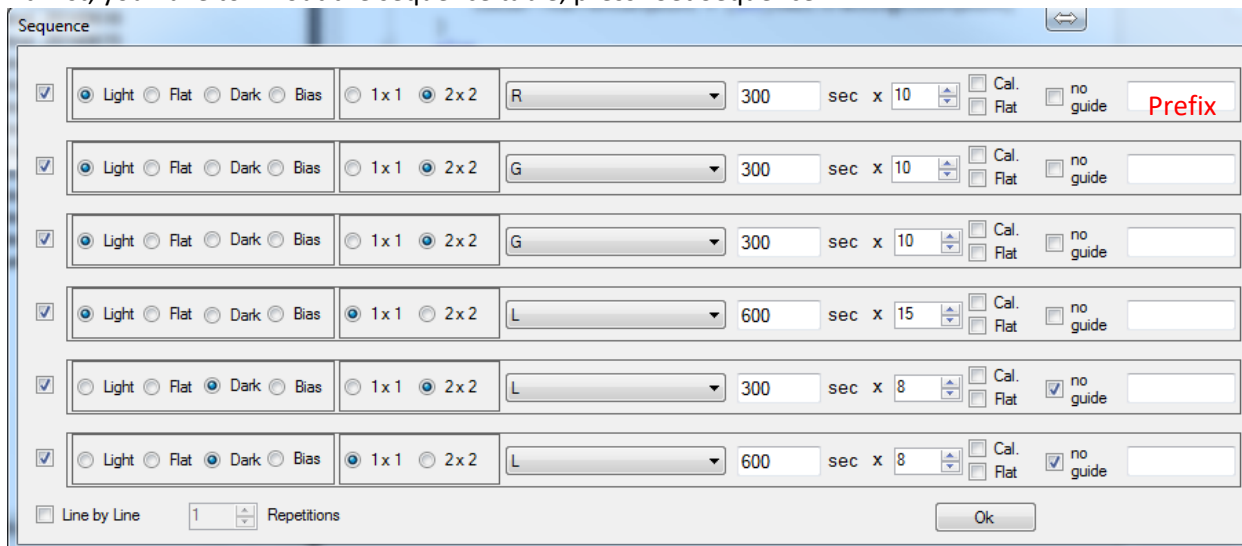 Sequence
Light Flat Dark Bias 1 x 1 2 x 2 R 300 sec x 10 Cal. Flat no guide Prefix
Light Flat Dark Bias 1 x 1 2 x 2 G 300 sec x 10 Cal. Flat no guide
Light Flat Dark Bias 1 x 1 2 x 2 G 300 sec x 10 Cal. Flat no guide
Light Flat Dark Bias 1 x 1 2 x 2 L 600 sec x 15 Cal. Flat no guide
Light Flat Dark Bias 1 x 1 2 x 2 L 300 sec x 8 Cal. Flat no guide
Light Flat Dark Bias 1 x 1 2 x 2 L 600 sec x 8 Cal. Flat no guide
Line by Line 1 Repetitions Ok